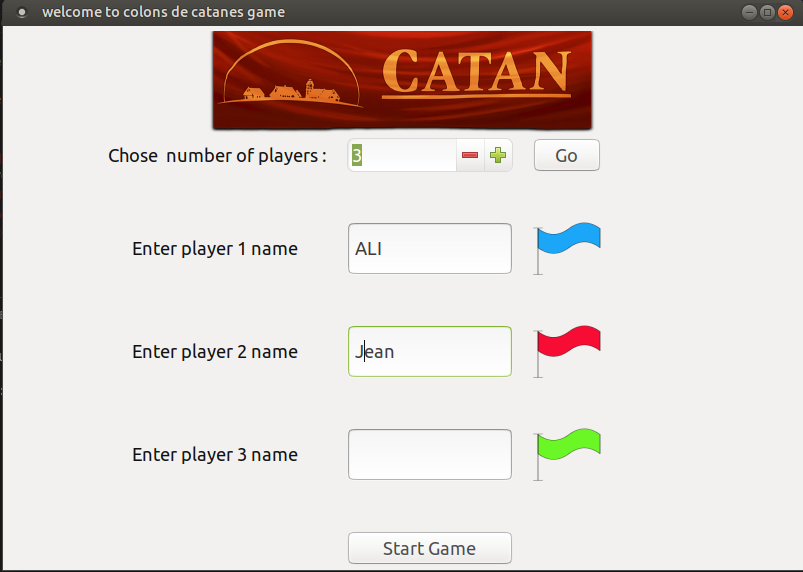 welcome to colons de catanes game
CATAN
Chose number of players :
3
Go
Enter player 1 name
ALI
Enter player 2 name
Jean
Enter player 3 name
Start Game